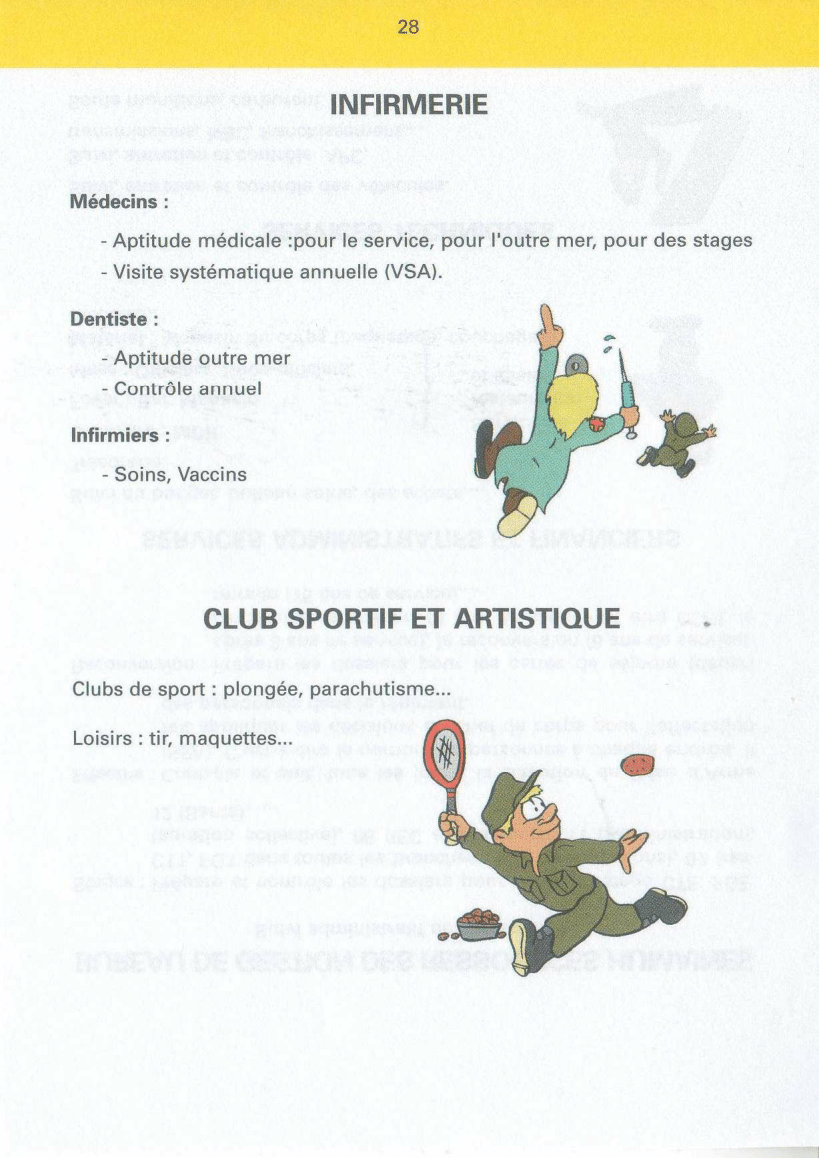 28
INFIRMERIE
Médecins :
- Aptitude médicale :pour le service, pour l'outre mer, pour des stages
- Visite systématique annuelle (VSA).
Dentiste :
- Aptitude outre mer
- Contrôle annuel
Infirmiers :
- Soins, Vaccins
CLUB SPORTIF ET ARTISTIQUE
Clubs de sport : plongée, parachutisme...
Loisirs : tir, maquettes...